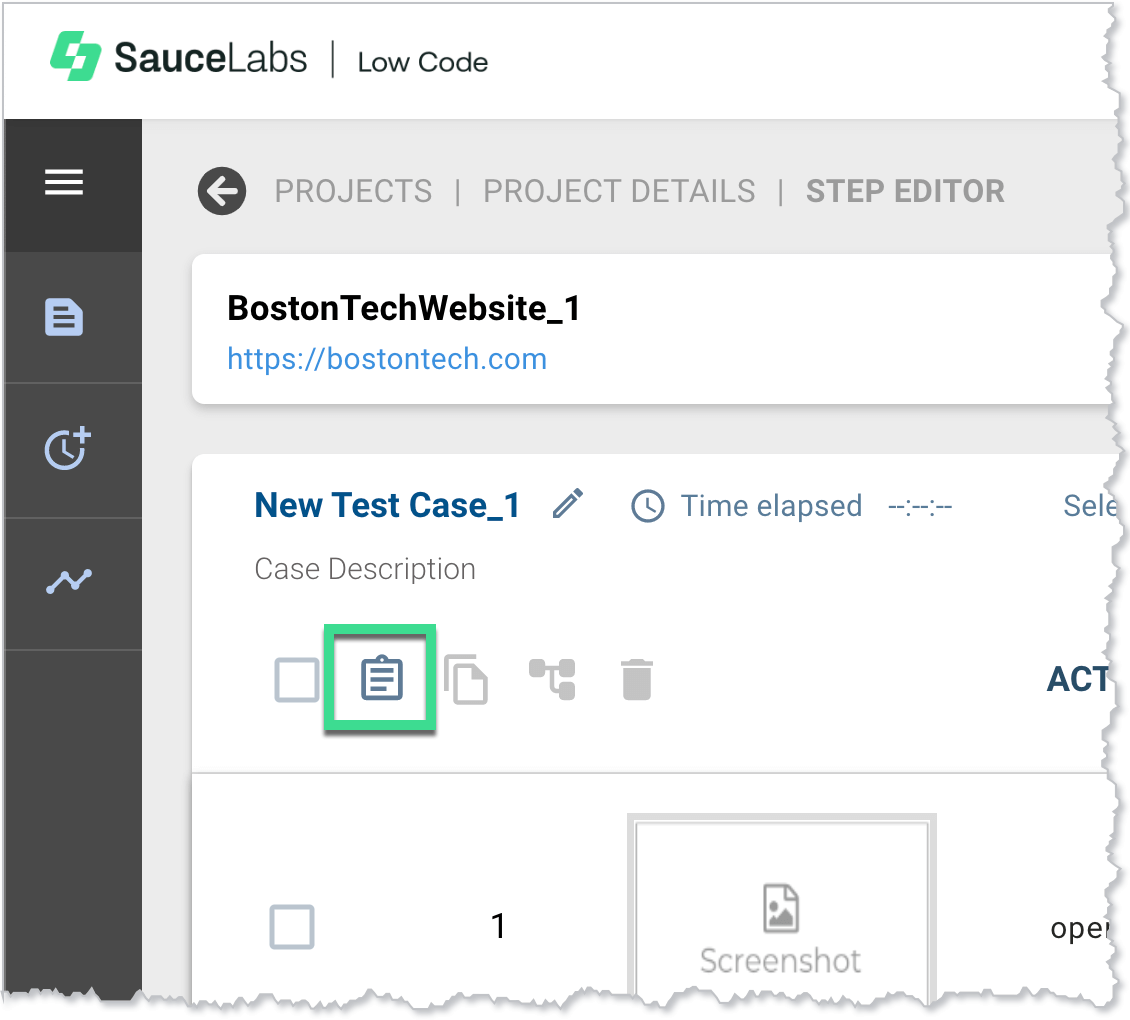 SauceLabs | Low Code
PROJECTS | PROJECT DETAILS | STEP EDITOR
BostonTechWebsite_1
https://bostontech.com
New Test Case_1 Time elapsed --:--:-- Sele
Case Description
ACT
1 Screenshot oper